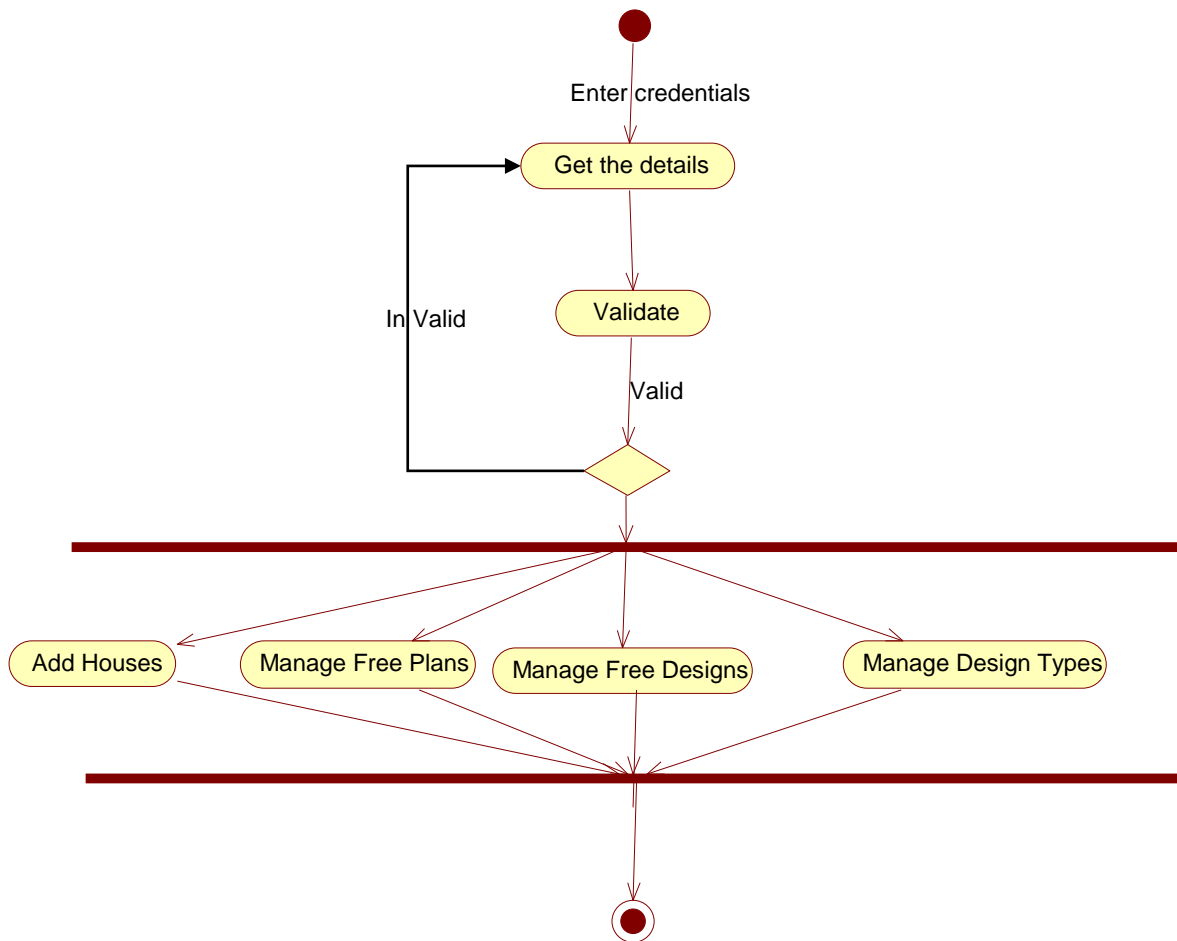 Enter credentials
Get the details
Validate
In Valid
Valid
Add Houses
Manage Free Plans
Manage Free Designs
Manage Design Types